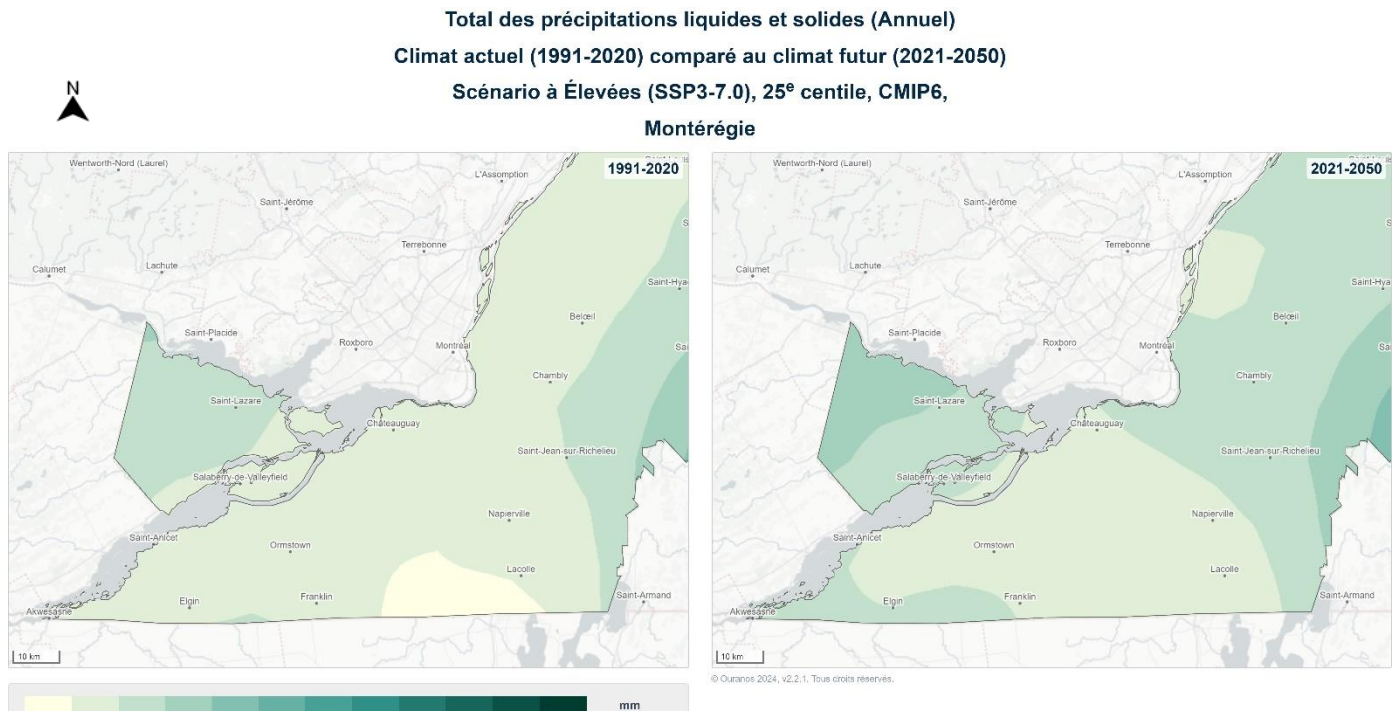 Total des précipitations liquides et solides (Annuel)
Climat actuel (1991-2020) comparé au climat futur (2021-2050)
Scénario à Élevées (SSP3-7.0), 25e centile, CMIP6,
Montérégie
N
1991-2020
Wentworth-Nord (Laurel)
L'Assomption
Saint-Jérôme
Terrebonne
Calumet
Lachute
Saint-Hya
Belœil
Saint-Placide
Roxboro
Montréal
Chambly
Saint-Lazare
Châteauguay
Saint-Jean-sur-Richelieu
Salaberry-de-Valleyfield
Napierville
Saint-Anicet
Ormstown
Lacolle
Elgin
Franklin
Saint-Armand
Akwesasne
10 km
2021-2050
Wentworth-Nord (Laurel)
L'Assomption
Saint-Jérôme
Terrebonne
Calumet
Lachute
Saint-Hya
Belœil
Saint-Placide
Roxboro
Montréal
Chambly
Saint-Lazare
Châteauguay
Saint-Jean-sur-Richelieu
Salaberry-de-Valleyfield
Napierville
Saint-Anicet
Ormstown
Lacolle
Elgin
Franklin
Saint-Armand
Akwesasne
10 km
© Ouranos 2024, v2.2.1. Tous droits réservés.
mm